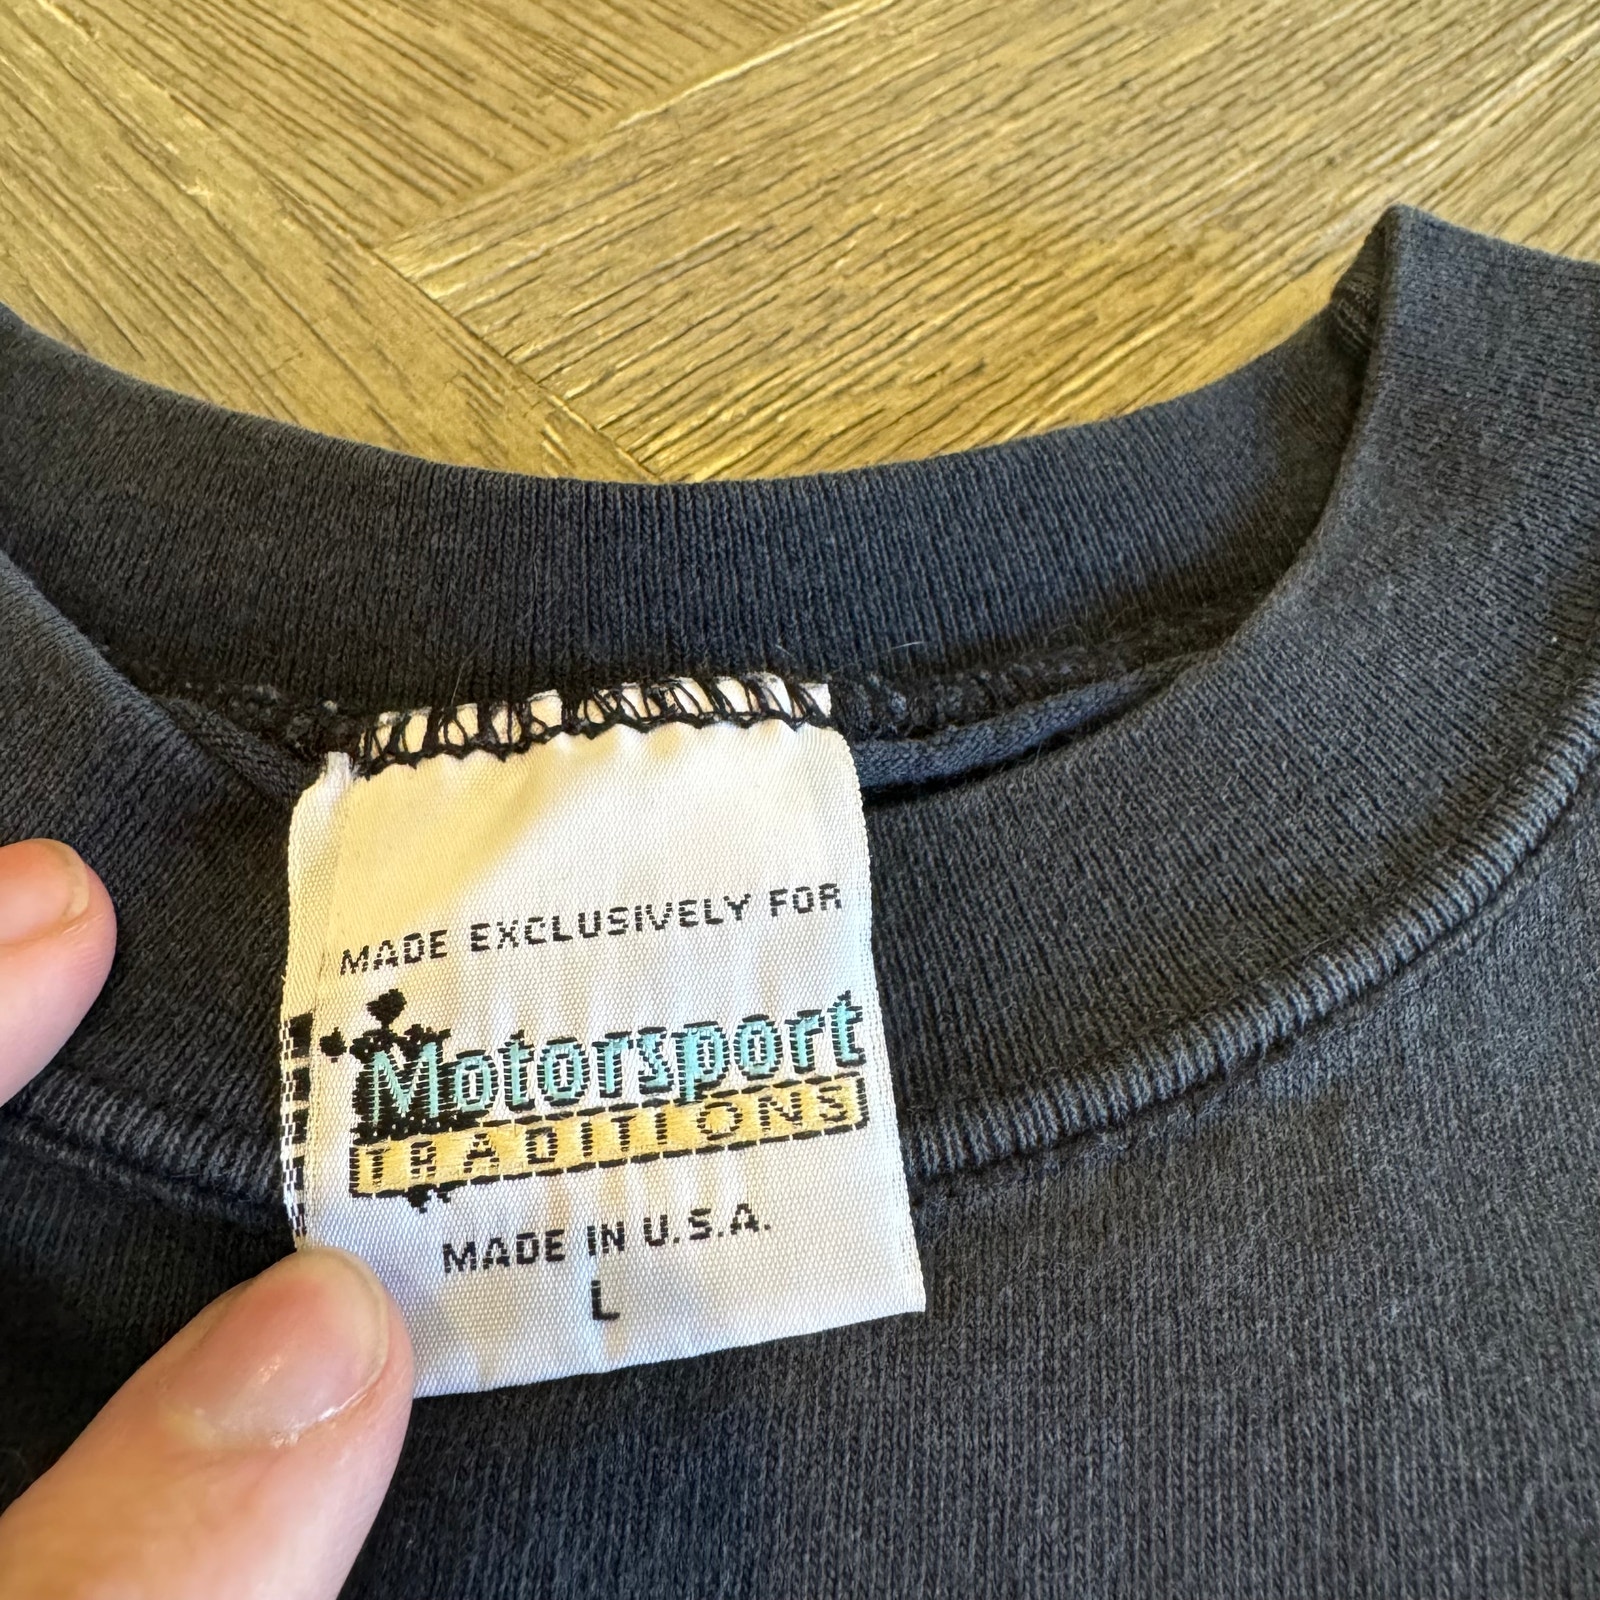 MADE EXCLUSIVELY FOR
Motorsport
TRADITIONS
MADE IN U.S.A.
L